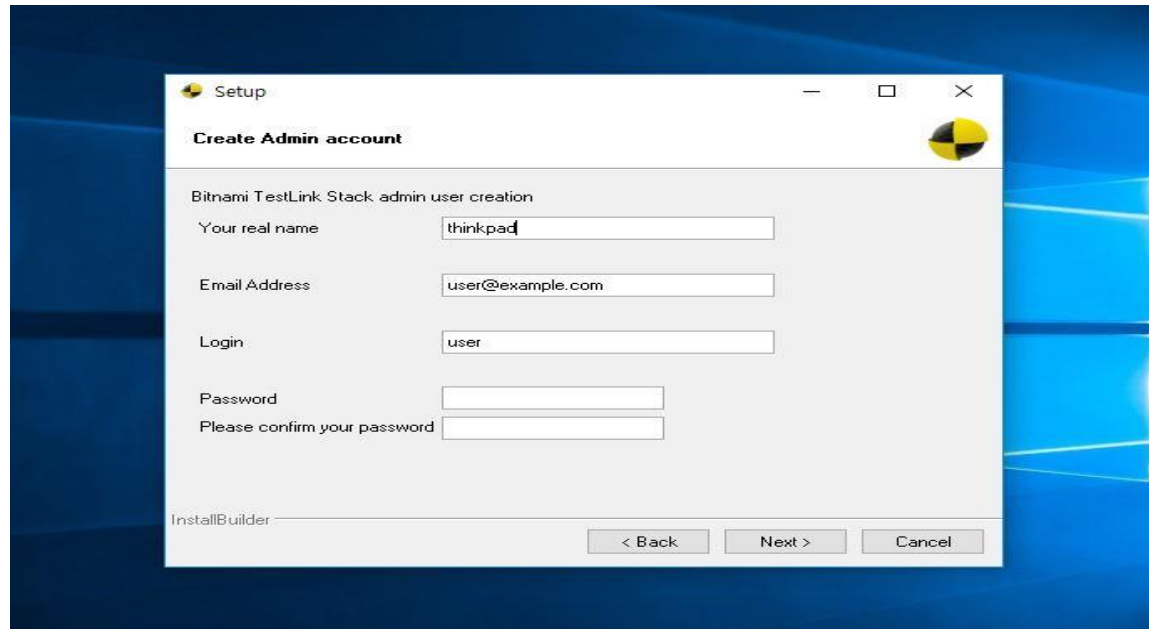 Setup
Create Admin account
Bitnami TestLink Stack admin user creation
Your real name thinkpad
Email Address user@example.com
Login user
Password
Please confirm your password
InstallBuilder
< Back Next > Cancel